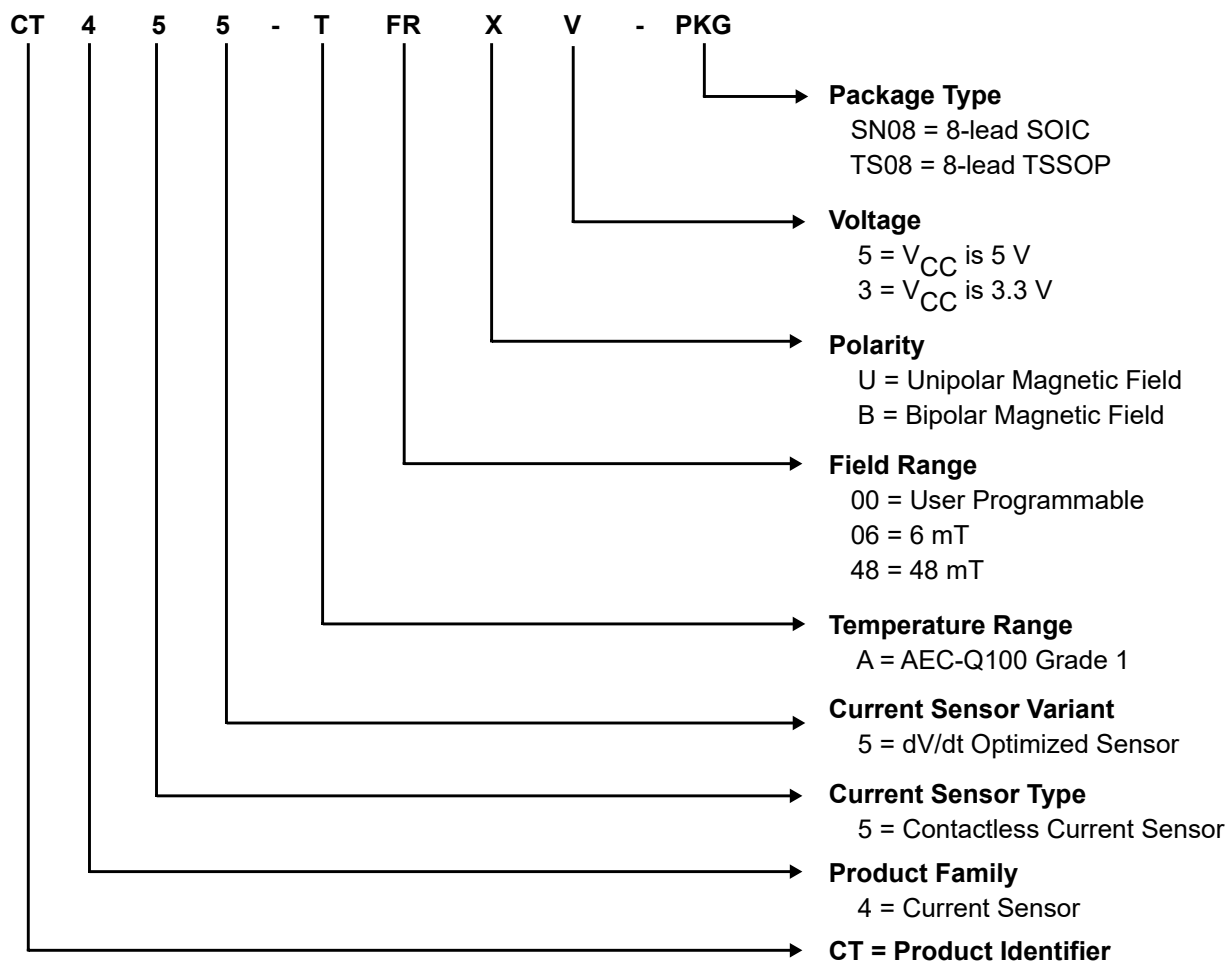 CT 4 5 5 - T FR X V - PKG
Package Type
SN08 = 8-lead SOIC
TS08 = 8-lead TSSOP
Voltage
5 = VCC is 5 V
3 = VCC is 3.3 V
Polarity
U = Unipolar Magnetic Field
B = Bipolar Magnetic Field
Field Range
00 = User Programmable
06 = 6 mT
48 = 48 mT
Temperature Range
A = AEC-Q100 Grade 1
Current Sensor Variant
5 = dV/dt Optimized Sensor
Current Sensor Type
5 = Contactless Current Sensor
Product Family
4 = Current Sensor
CT = Product Identifier